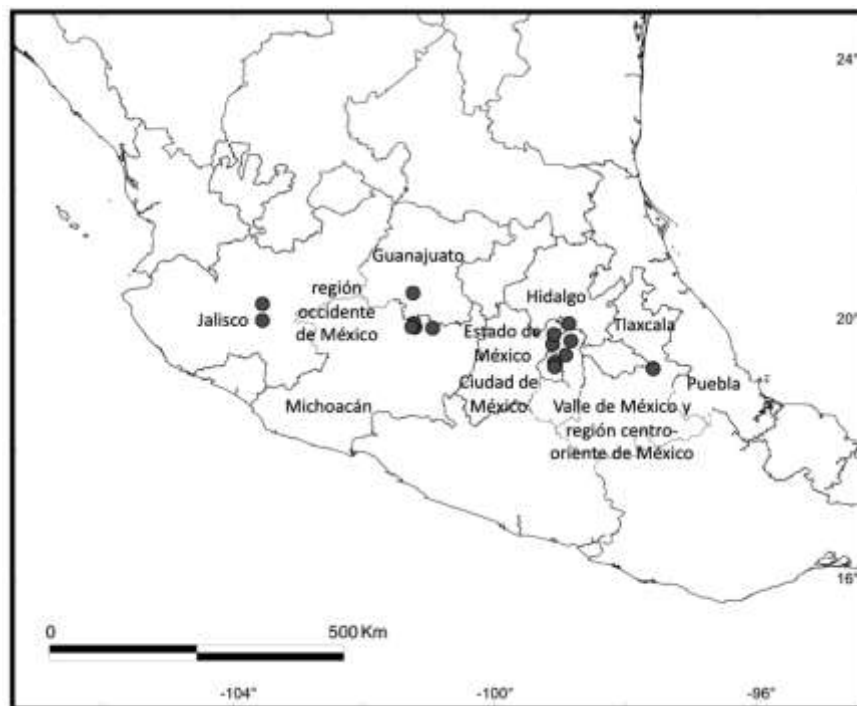 24°
Guanajuato
región
occidente
de México
Hidalgo
Jalisco
Tlaxcala
20°
Estado de
México
Ciudad de
México
Puebla
Michoacán
Valle de México y
región centro-
oriente de México
16°
0
500 Km
-104°
-100°
-96°